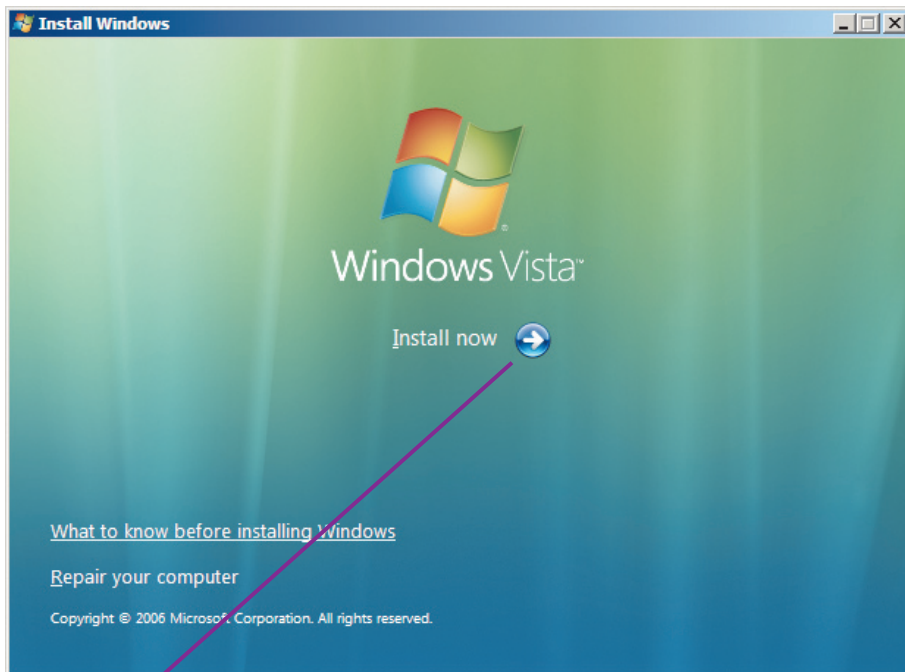 Install Windows
Windows Vista™
Install now
What to know before installing Windows
Repair your computer
Copyright © 2006 Microsoft Corporation. All rights reserved.